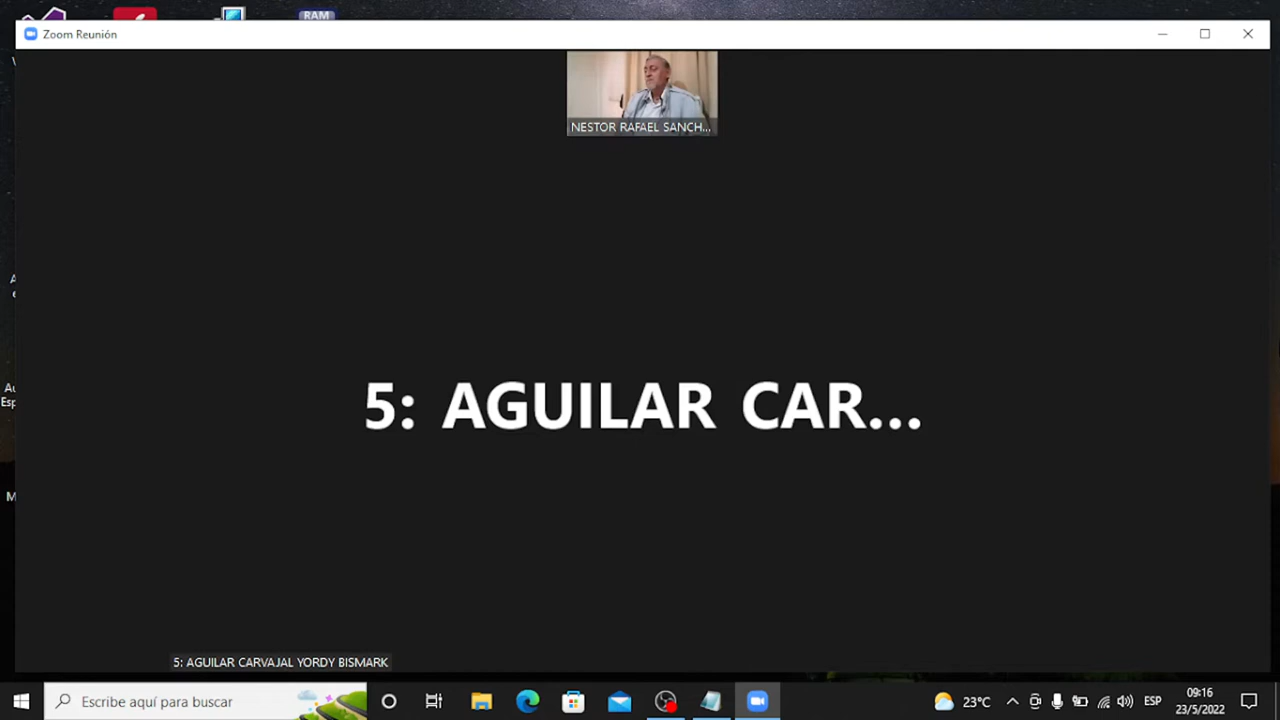 RAM
Zoom Reunión
NESTOR RAFAEL SANCH...
5: AGUILAR CAR...
5: AGUILAR CARVAJAL YORDY BISMARK
Escribe aquí para buscar
23°C
ESP
09:16
23/5/2022